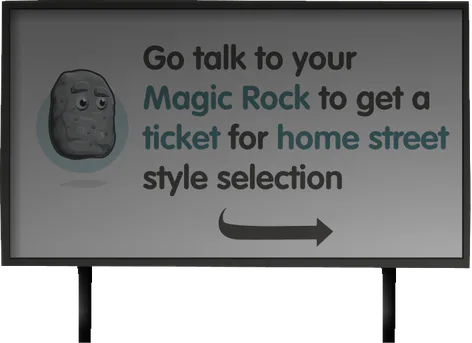 Go talk to your
Magic Rock to get a
ticket for home street
style selection